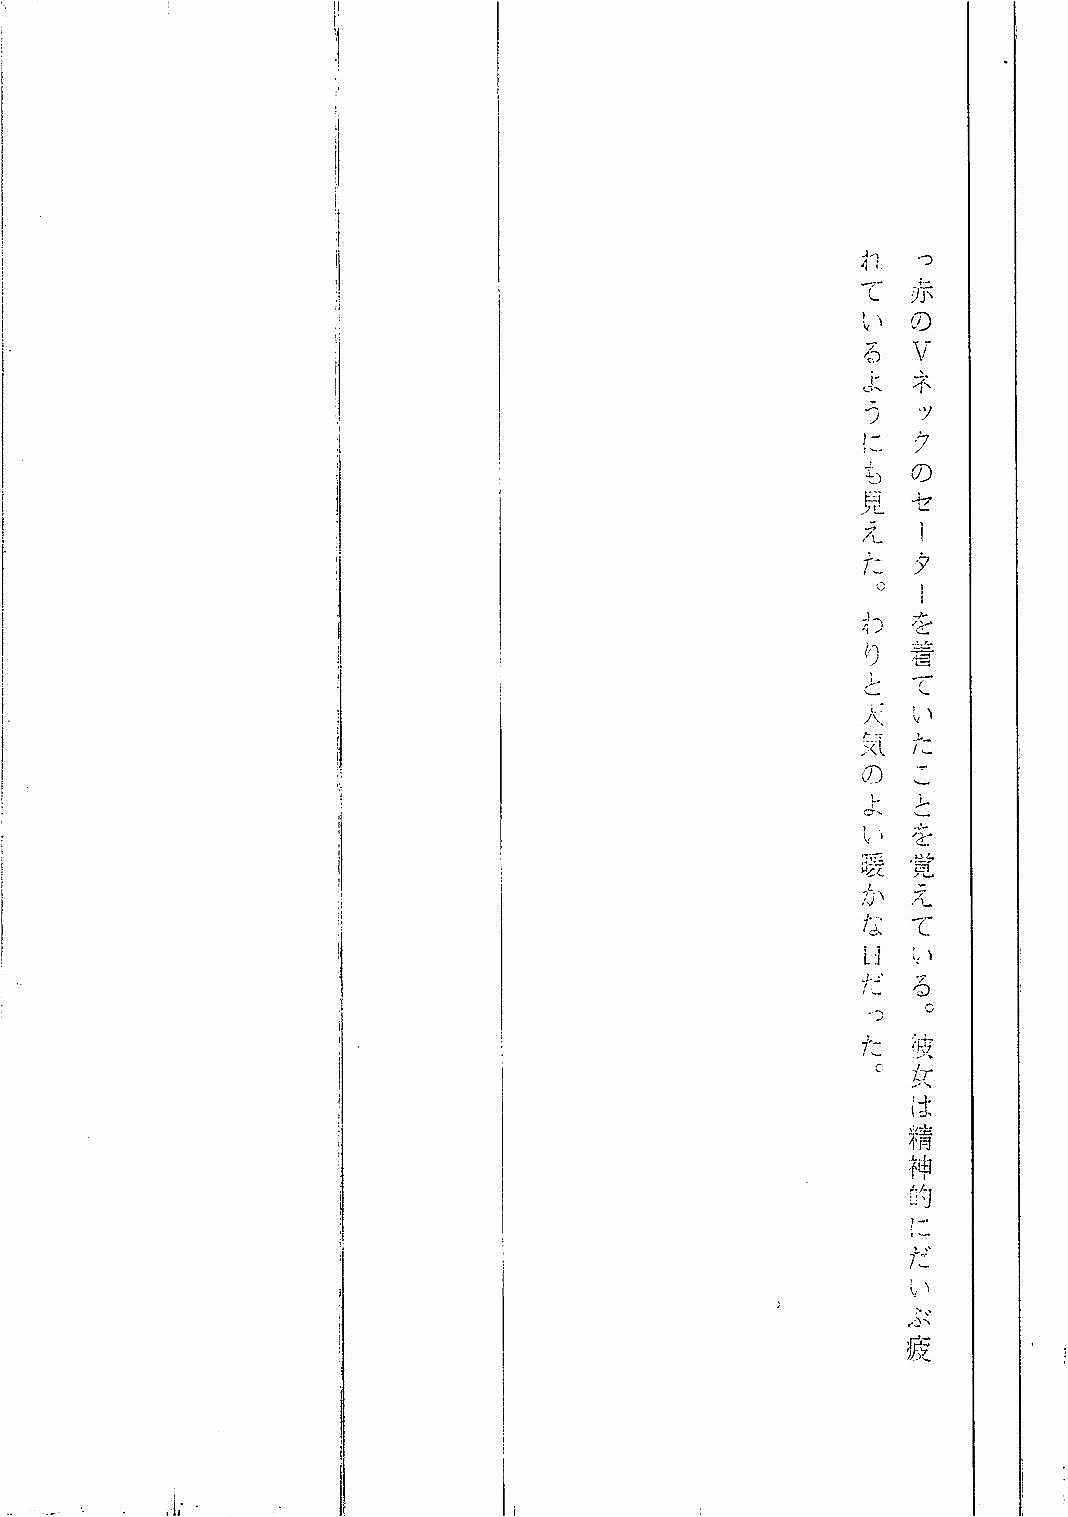 っ赤のＶネックのセーターを着ていたことを覚えている。彼女は精神的にだいぶ疲
れているようにも見えた。わりと天気のよい暖かな日だった。